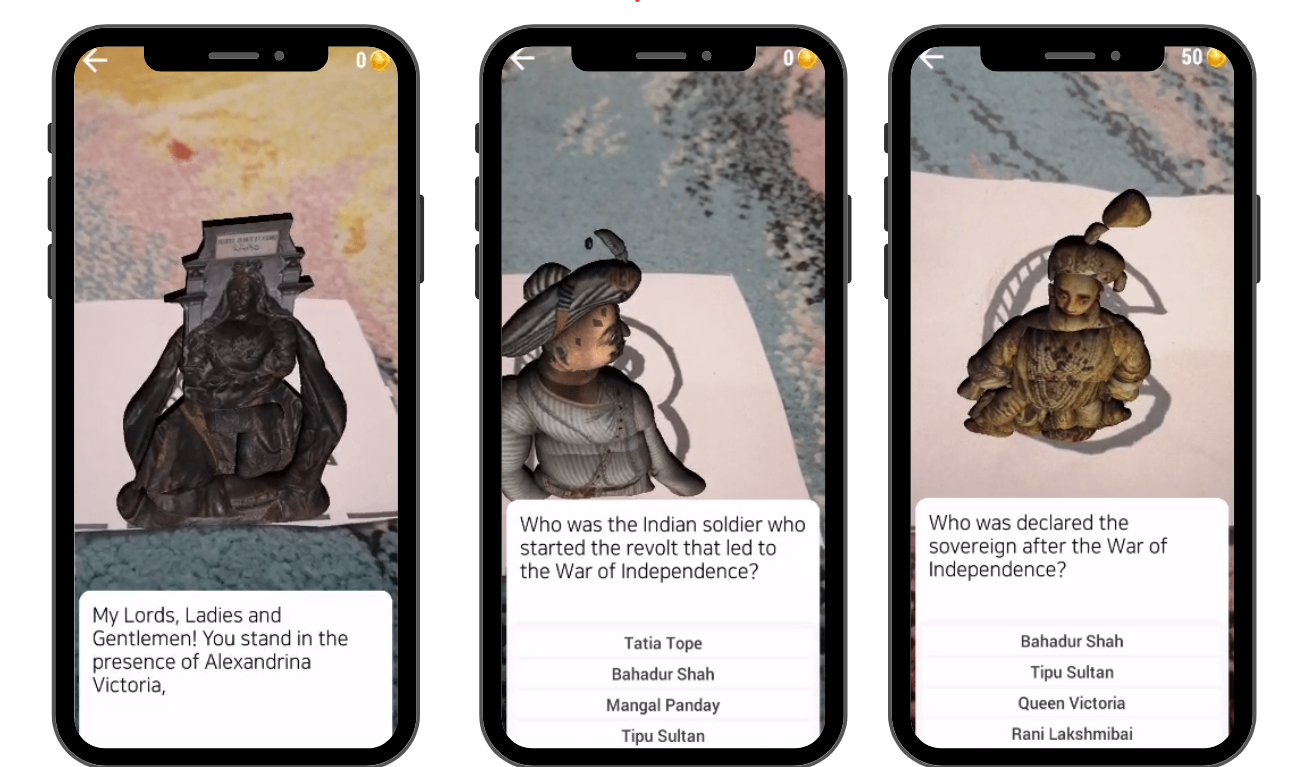 0
My Lords, Ladies and
Gentlemen! You stand in the
presence of Alexandrina
Victoria,
0
Who was the Indian soldier who
started the revolt that led to
the War of Independence?
Tatia Tope
Bahadur Shah
Mangal Panday
Tipu Sultan
50
Who was declared the
sovereign after the War of
Independence?
Bahadur Shah
Tipu Sultan
Queen Victoria
Rani Lakshmibai